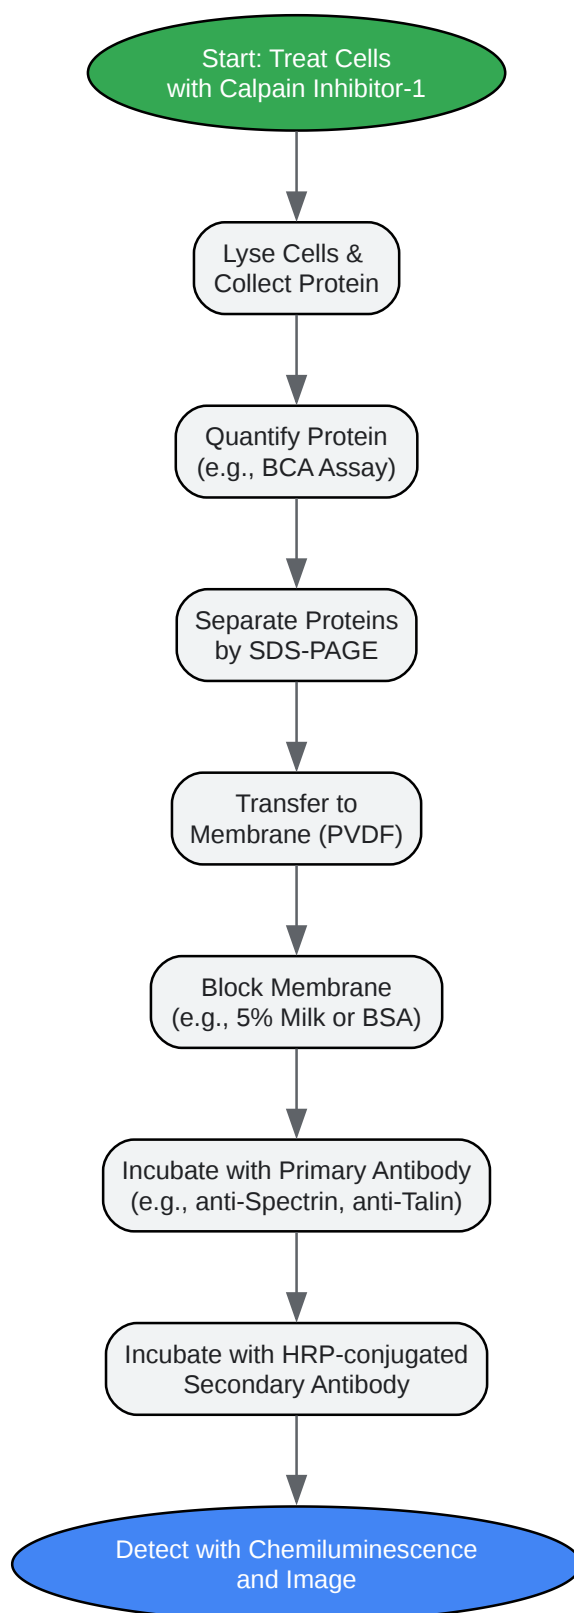 Start: Treat Cells
with Calpain Inhibitor-1
Lyse Cells &
Collect Protein
Quantify Protein
(e.g., BCA Assay)
Separate Proteins
by SDS-PAGE
Transfer to
Membrane (PVDF)
Block Membrane
(e.g., 5% Milk or BSA)
Incubate with Primary Antibody
(e.g., anti-Spectrin, anti-Talin)
Incubate with HRP-conjugated
Secondary Antibody
Detect with Chemiluminescence
and Image